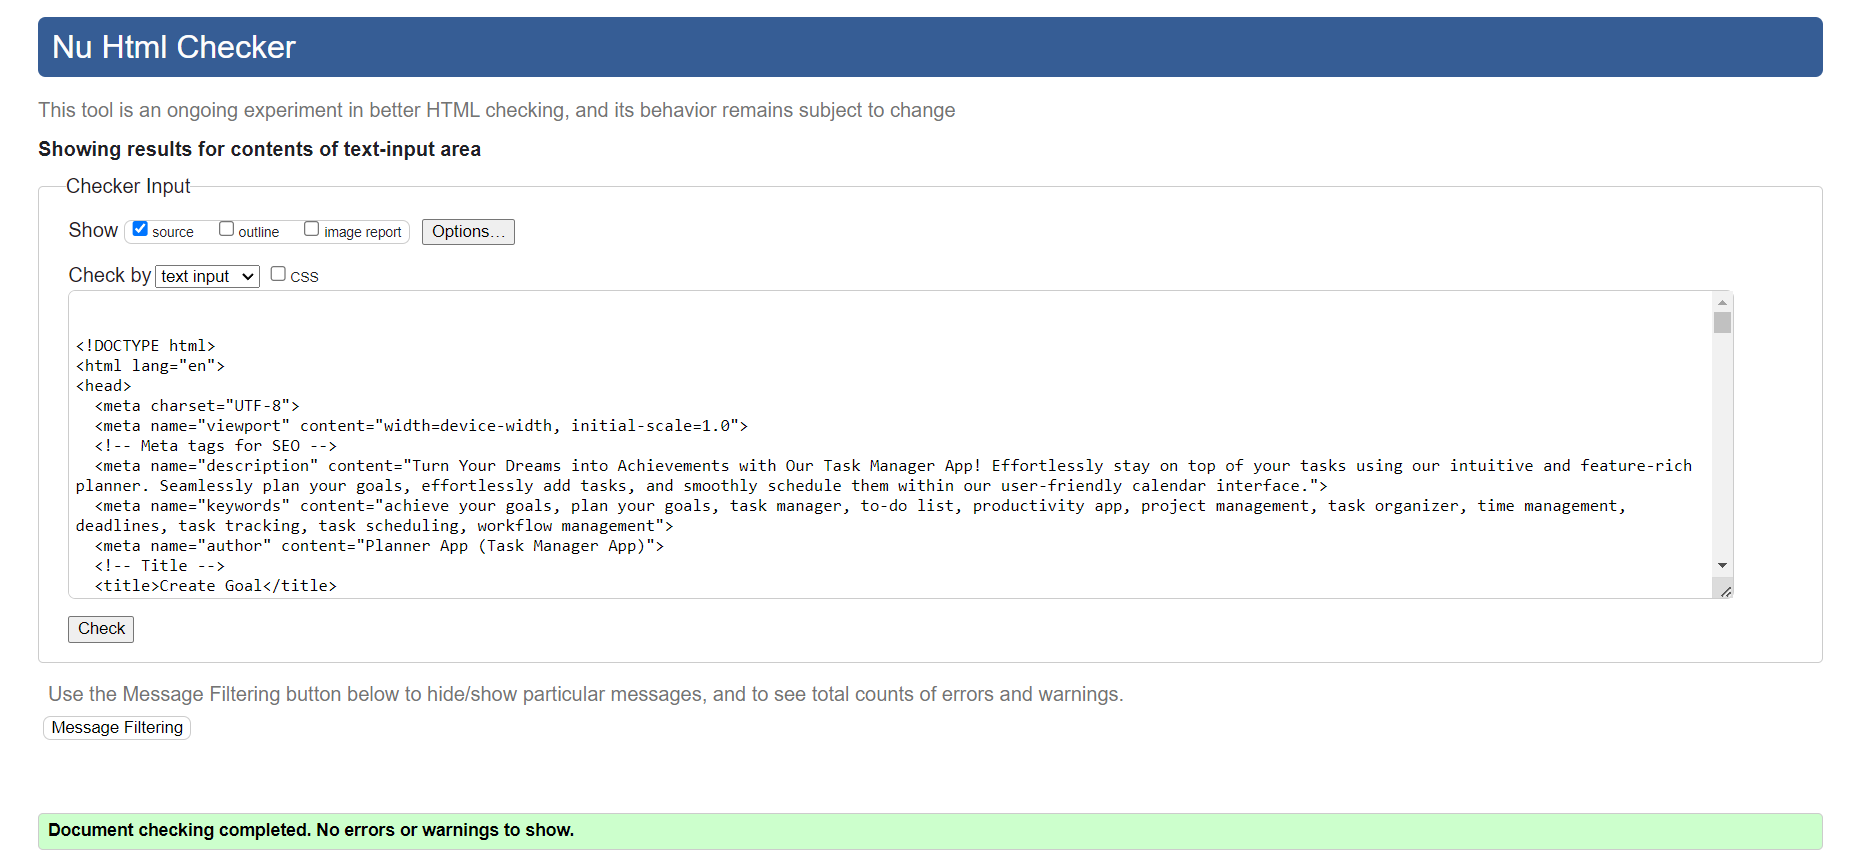 Nu Html Checker
This tool is an ongoing experiment in better HTML checking, and its behavior remains subject to change
Showing results for contents of text-input area
Checker Input
Show source outline image report Options...
Check by text input CSS
<!DOCTYPE html>
<html lang="en">
<head>
<meta charset="UTF-8">
<meta name="viewport" content="width=device-width, initial-scale=1.0">
<!-- Meta tags for SEO -->
<meta name="description" content="Turn Your Dreams into Achievements with Our Task Manager App! Effortlessly stay on top of your tasks using our intuitive and feature-rich
planner. Seamlessly plan your goals, effortlessly add tasks, and smoothly schedule them within our user-friendly calendar interface.">
<meta name="keywords" content="achieve your goals, plan your goals, task manager, to-do list, productivity app, project management, task organizer, time management,
deadlines, task tracking, task scheduling, workflow management">
<meta name="author" content="Planner App (Task Manager App)">
<!-- Title -->
<title>Create Goal</title>
Check
Use the Message Filtering button below to hide/show particular messages, and to see total counts of errors and warnings.
Message Filtering
Document checking completed. No errors or warnings to show.